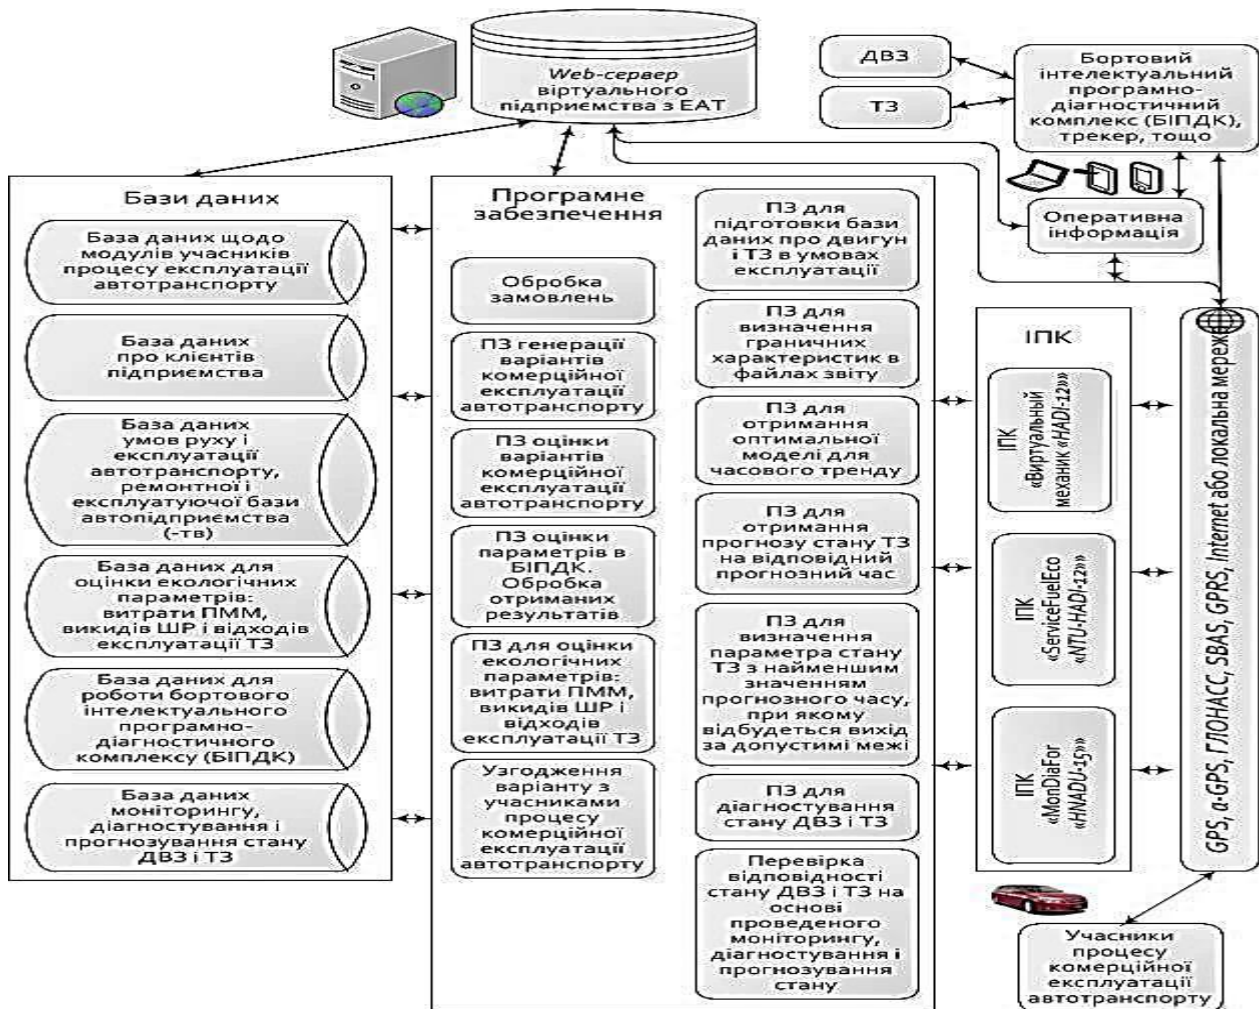 Web-сервер
віртуального
підприємства з ЕАТ
ДВЗ
ТЗ
Бортовий
інтелектуальний
програмно-
діагностичний
комплекс (БІПДК),
трекер, тощо
Оперативна
інформація
Бази даних
База даних щодо
модулів учасників
процесу експлуатації
автотранспорту
База даних
про клієнтів
підприємства
База даних
умов руху і
експлуатації
автотранспорту,
ремонтної і
експлуатуючої бази
автопідприємства
(-тв)
База даних для
оцінки екологічних
параметрів:
витрати ПММ,
викидів ШР і відходів
експлуатації ТЗ
База даних для
роботи бортового
інтелектуального
програмно-
діагностичного
комплексу (БІПДК)
База даних
моніторингу,
діагностування і
прогнозування стану
ДВЗ і ТЗ
Програмне
забезпечення
Обробка
замовлень
ПЗ генерації
варіантів
комерційної
експлуатації
автотранспорту
ПЗ оцінки
варіантів
комерційної
експлуатації
автотранспорту
ПЗ оцінки
параметрів в
БІПДК.
Обробка
отриманих
результатів
ПЗ для оцінки
екологічних
параметрів:
витрати ПММ,
викидів ШР і
відходів
експлуатації ТЗ
Узгодження
варіанту з
учасниками
процесу
комерційної
експлуатації
автотранспорту
ПЗ для
підготовки бази
даних про двигун
і ТЗ в умовах
експлуатації
ПЗ для
визначення
граничних
характеристик в
файлах звіту
ПЗ для
отримання
оптимальної
моделі для
часового тренду
ПЗ для
отримання
прогнозу стану ТЗ
на відповідний
прогнозний час
ПЗ для
визначення
параметра стану
ТЗ з найменшим
значенням
прогнозного часу,
при якому
відбудеться вихід
за допустимі межі
ПЗ для
діагностування
стану ДВЗ і ТЗ
Перевірка
відповідності
стану ДВЗ і ТЗ на
основі
проведеного
моніторингу,
діагностування і
прогнозування
стану
ІПК
ІПК
«Виртуальный
механик «HADI-12»»
ІПК
«ServiceFuelEco
«NTU-HADI-12»»
ІПК
«MonDiaFor
«HNADU-15»»
GPS, a-GPS, ГЛОНАСС, SBAS, GPRS, Internet або локальна мереж
Учасники
процесу
комерційної
експлуатації
автотранспорту